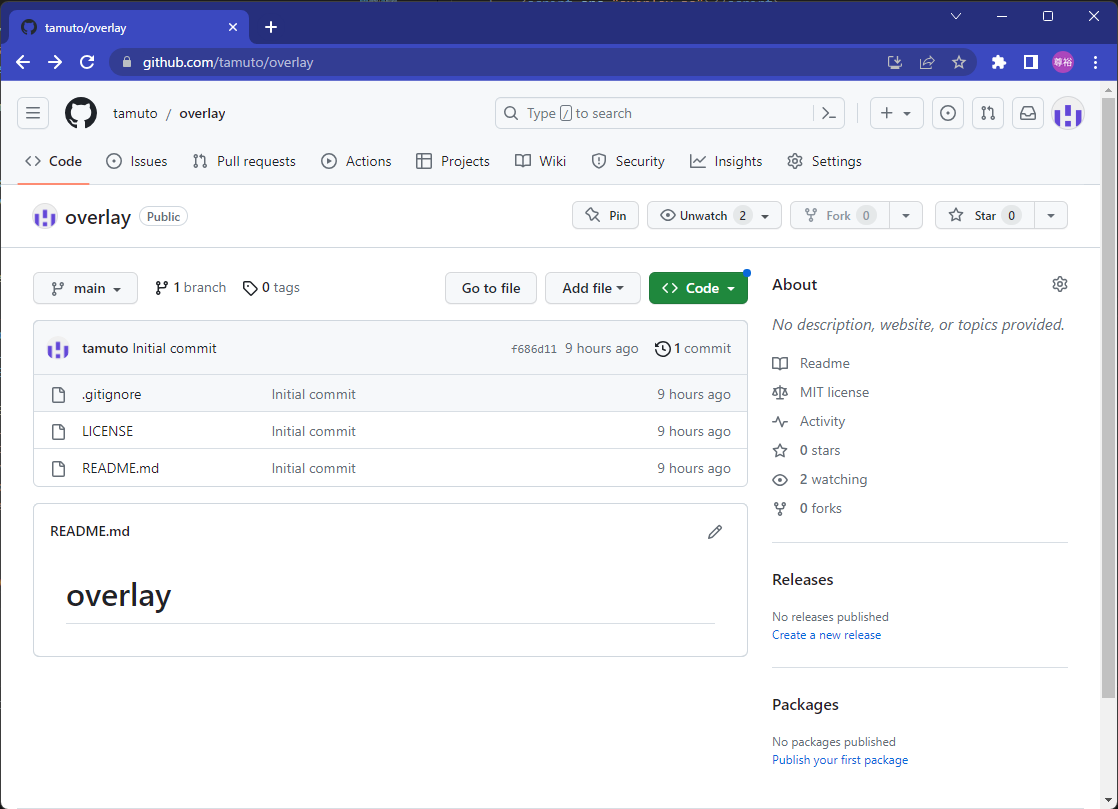 tamuto/overlay
github.com/tamuto/overlay
尊裕
tamuto / overlay
Type / to search
Code Issues Pull requests Actions Projects Wiki Security Insights Settings
overlay Public Pin Unwatch 2 Fork 0 Star 0
main 1 branch 0 tags Go to file Add file Code
tamuto Initial commit f686d11 9 hours ago 1 commit
.gitignore Initial commit 9 hours ago
LICENSE Initial commit 9 hours ago
README.md Initial commit 9 hours ago
README.md
overlay
About
No description, website, or topics provided.
Readme
MIT license
Activity
0 stars
2 watching
0 forks
Releases
No releases published
Create a new release
Packages
No packages published
Publish your first package